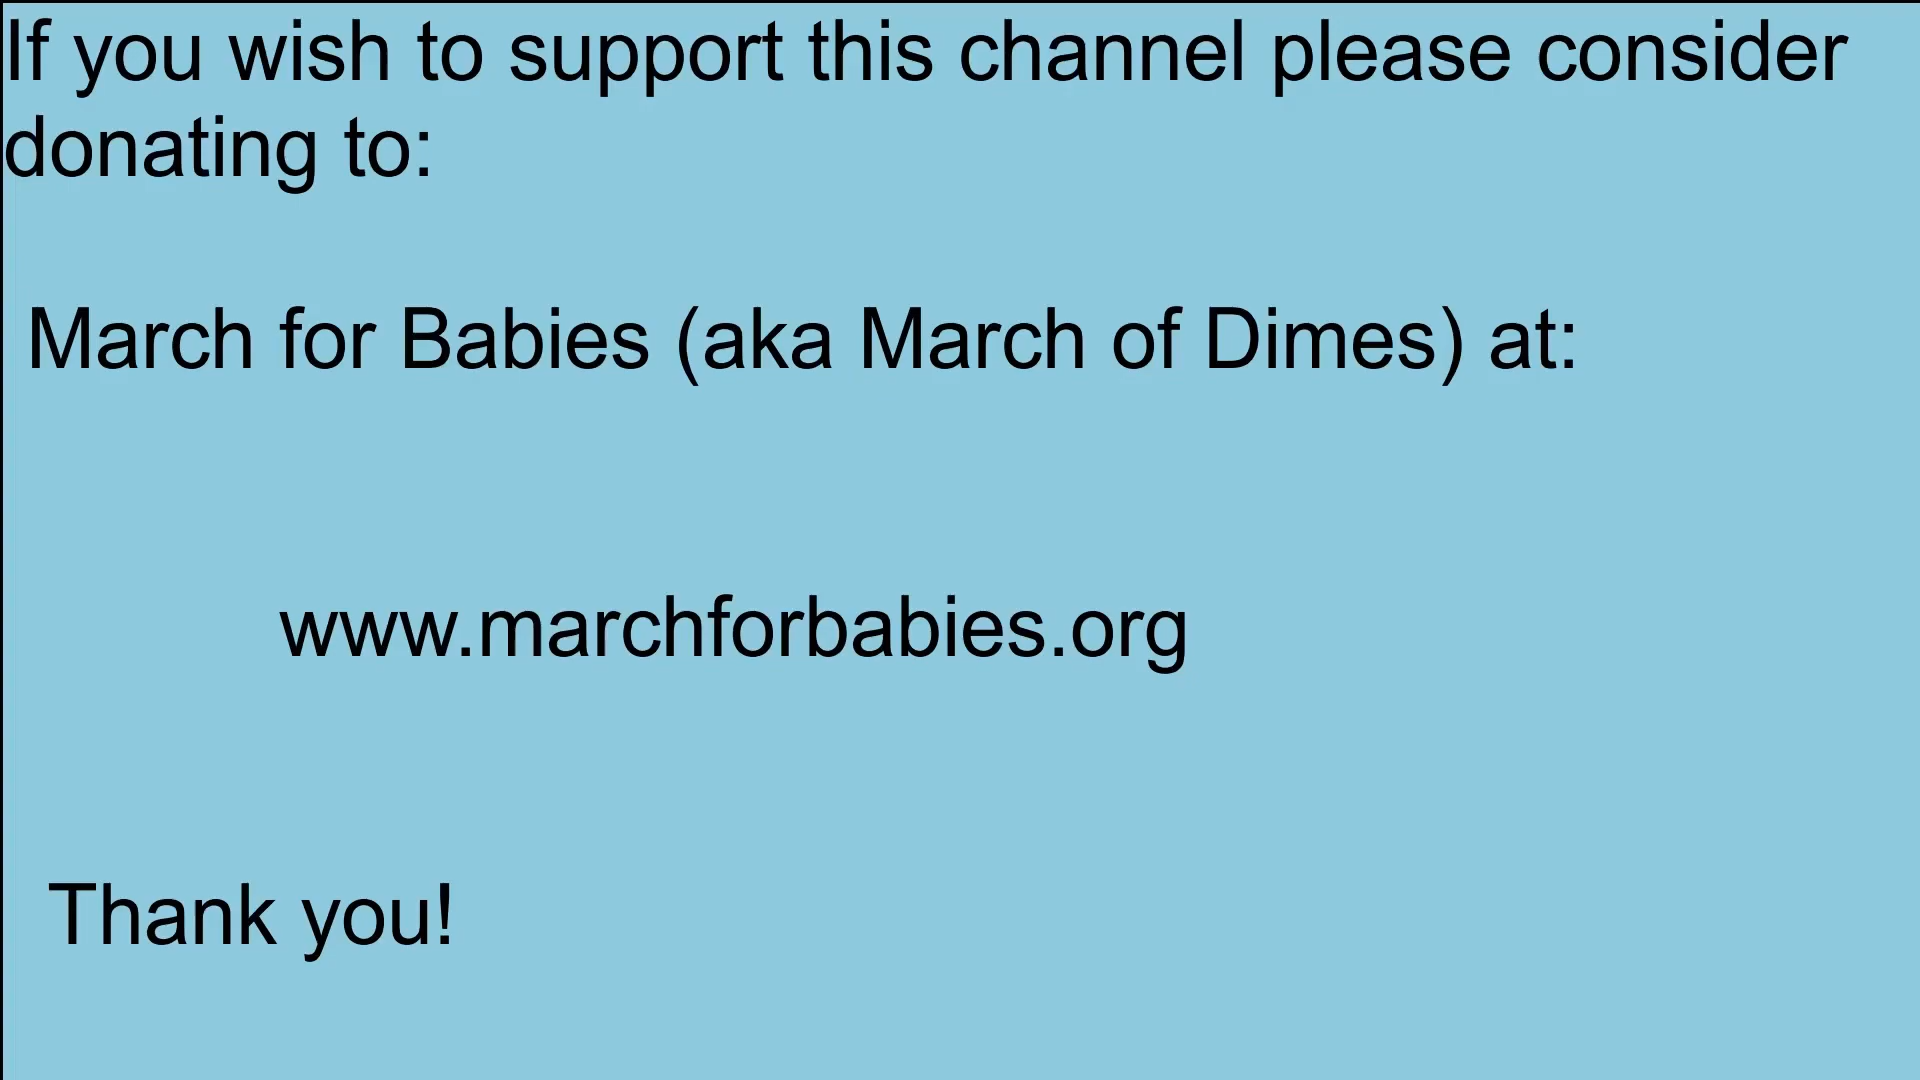 If you wish to support this channel please consider
donating to:
March for Babies (aka March of Dimes) at:
www.marchforbabies.org
Thank you!